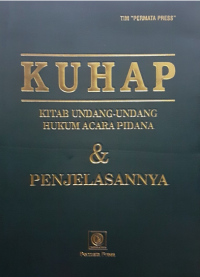 TIM "PERMATA PRESS"
KUHAP
KITAB UNDANG-UNDANG
HUKUM ACARA PIDANA
&
PENJELASANNYA
Permata Press